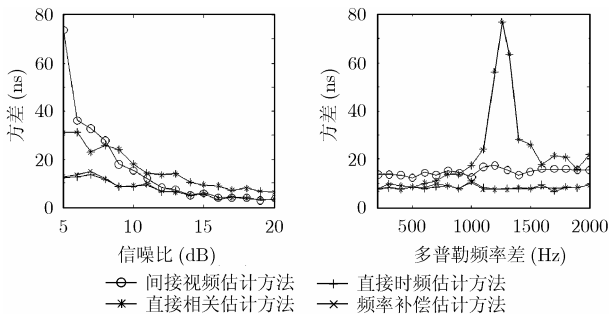 80
60
40
20
0
方差 (ns)
5
10
15
20
信噪比 (dB)
80
60
40
20
0
方差 (ns)
500
1000
1500
2000
多普勒频率差 (Hz)
间接视频估计方法
直接时频估计方法
直接相关估计方法
频率补偿估计方法